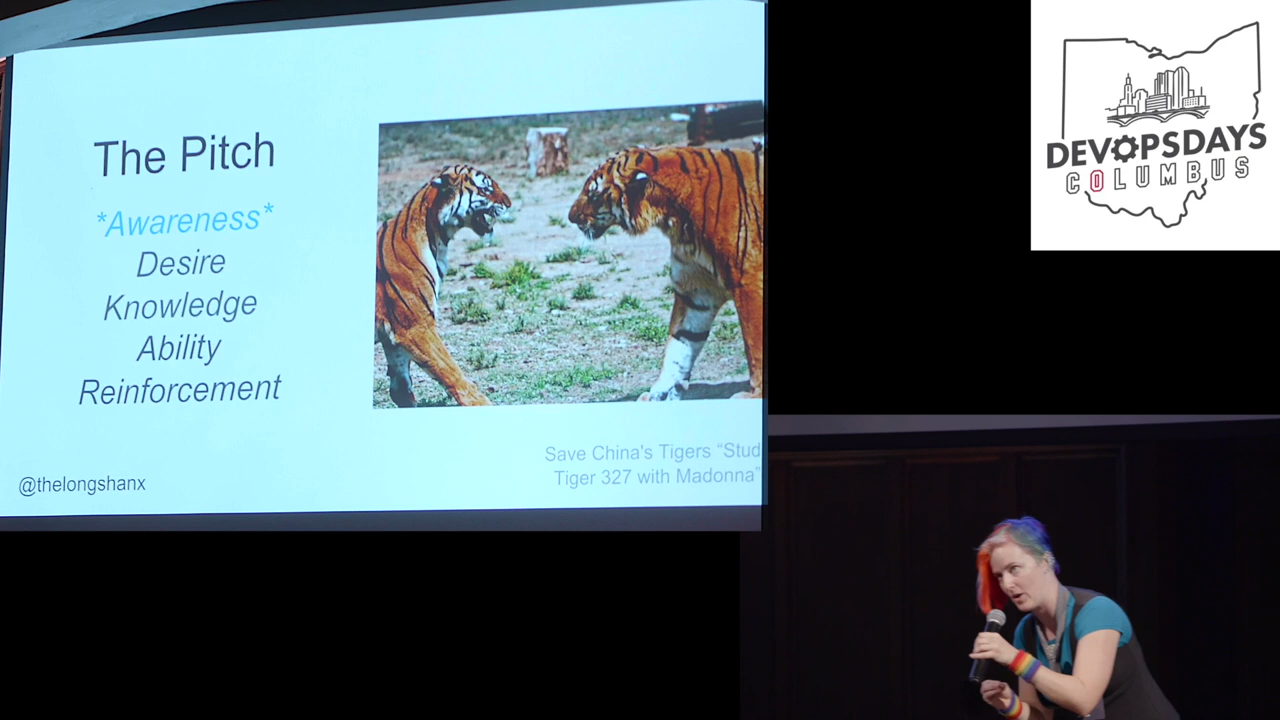 The Pitch
*Awareness*
Desire
Knowledge
Ability
Reinforcement
Save China's Tigers “Stud
Tiger 327 with Madonna”
@thelongshanx
DEVOPSDAYS
COLUMBUS